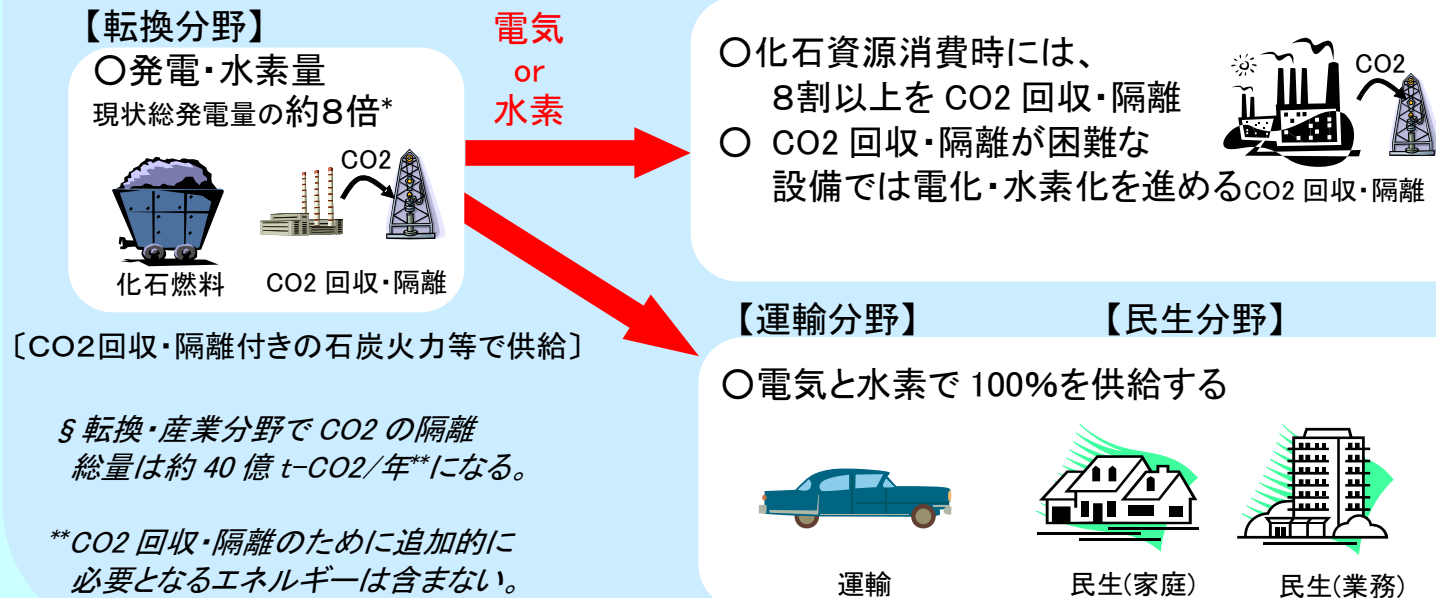 【転換分野】
〇発電・水素量
現状総発電量の約8倍*
CO2
化石燃料
CO2 回収・隔離
〔CO2回収・隔離付きの石炭火力等で供給〕
§転換・産業分野で CO2 の隔離
総量は約 40 億 t-CO2/年**になる。
**CO2 回収・隔離のために追加的に
必要となるエネルギーは含まない。
電気
or
水素
〇化石資源消費時には、
8割以上を CO2 回収・隔離
〇 CO2 回収・隔離が困難な
設備では電化・水素化を進める
CO2
CO2 回収・隔離
【運輸分野】
【民生分野】
〇電気と水素で 100%を供給する
運輸
民生(家庭)
民生(業務)